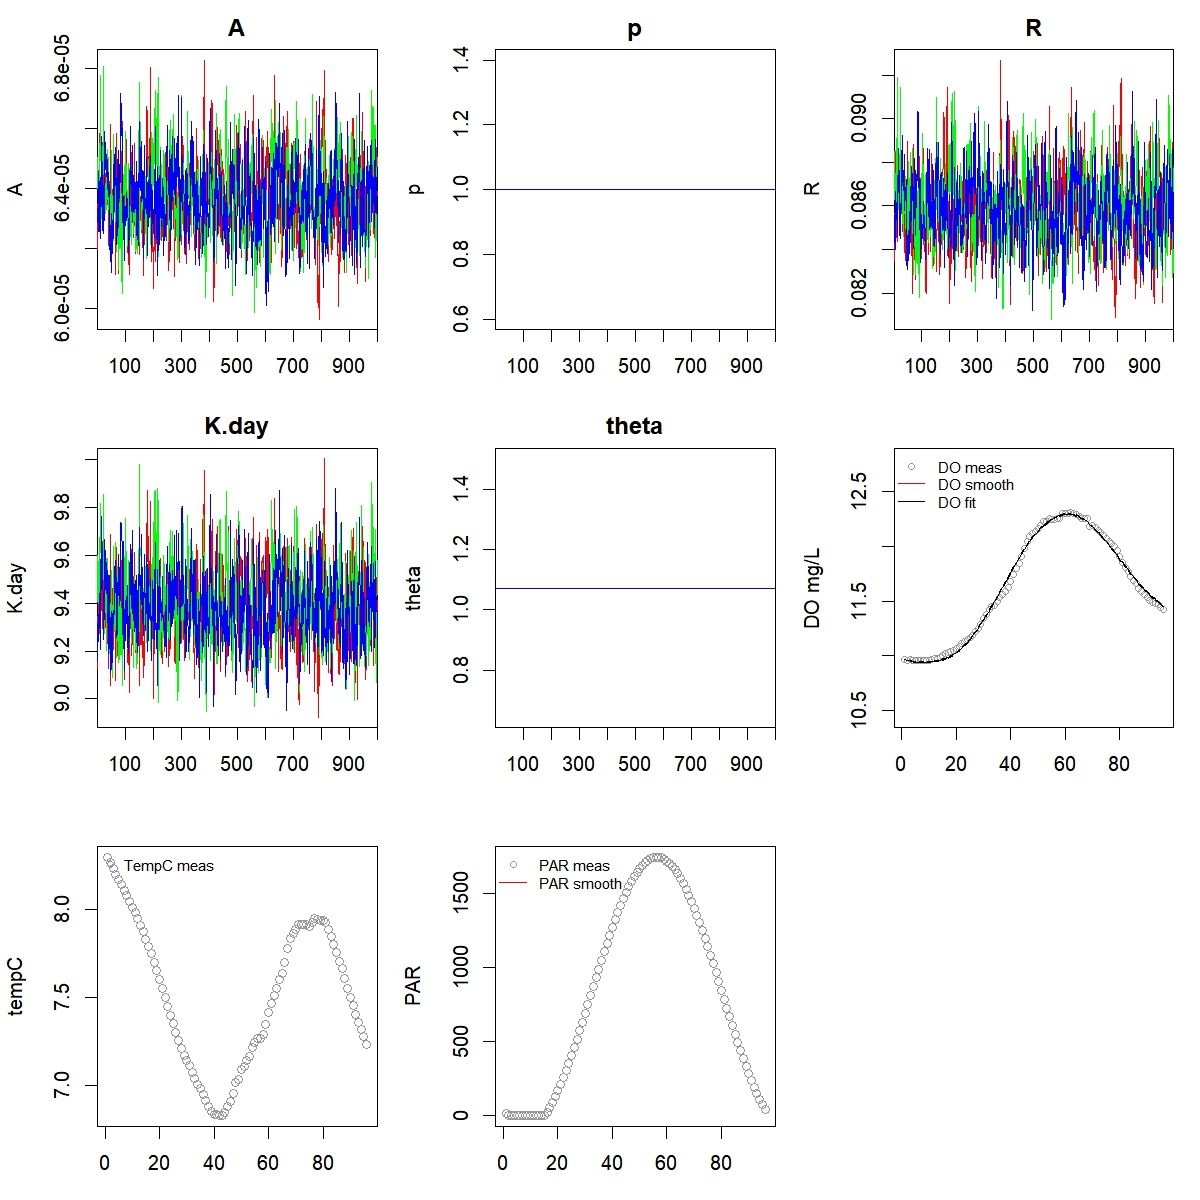 A
p
R
A
6.0e-05 6.4e-05 6.8e-05
p
0.6 0.8 1.0 1.2 1.4
R
0.082 0.086 0.090
100 300 500 700 900
100 300 500 700 900
100 300 500 700 900
K.day
theta
K.day
9.0 9.2 9.4 9.6 9.8
theta
0.8 1.0 1.2 1.4
DO mg/L
10.5 11.5 12.5
DO meas
DO smooth
DO fit
100 300 500 700 900
100 300 500 700 900
0 20 40 60 80
tempC
7.0 7.5 8.0
TempC meas
PAR
0 500 1000 1500
PAR meas
PAR smooth
0 20 40 60 80
0 20 40 60 80